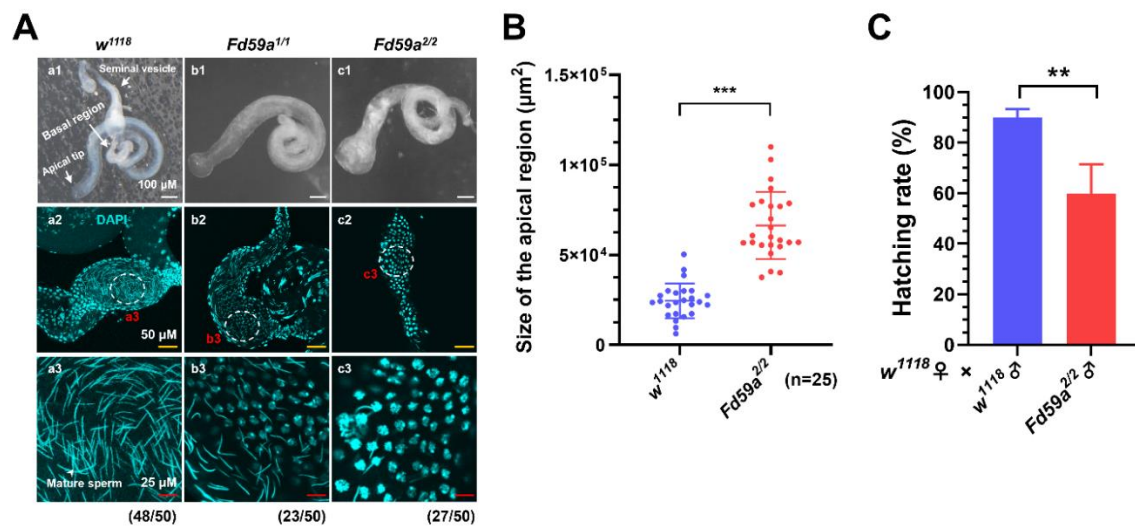 A
w¹¹¹⁸
Fd59a¹/¹
Fd59a²/²
a1
Seminal vesicle
Basal region
Apical tip
100 µM
b1
c1
a2
DAPI
a3
50 µM
b2
b3
c2
c3
a3
Mature sperm
25 µM
b3
c3
(48/50)
(23/50)
(27/50)
B
Size of the apical region (µm²)
1.5×10⁵
1×10⁵
5×10⁴
0
***
w¹¹¹⁸
Fd59a²/²
(n=25)
C
Hatching rate (%)
100
80
60
40
20
0
**
w¹¹¹⁸ ♀ ×
w¹¹¹⁸ ♂
Fd59a²/² ♂